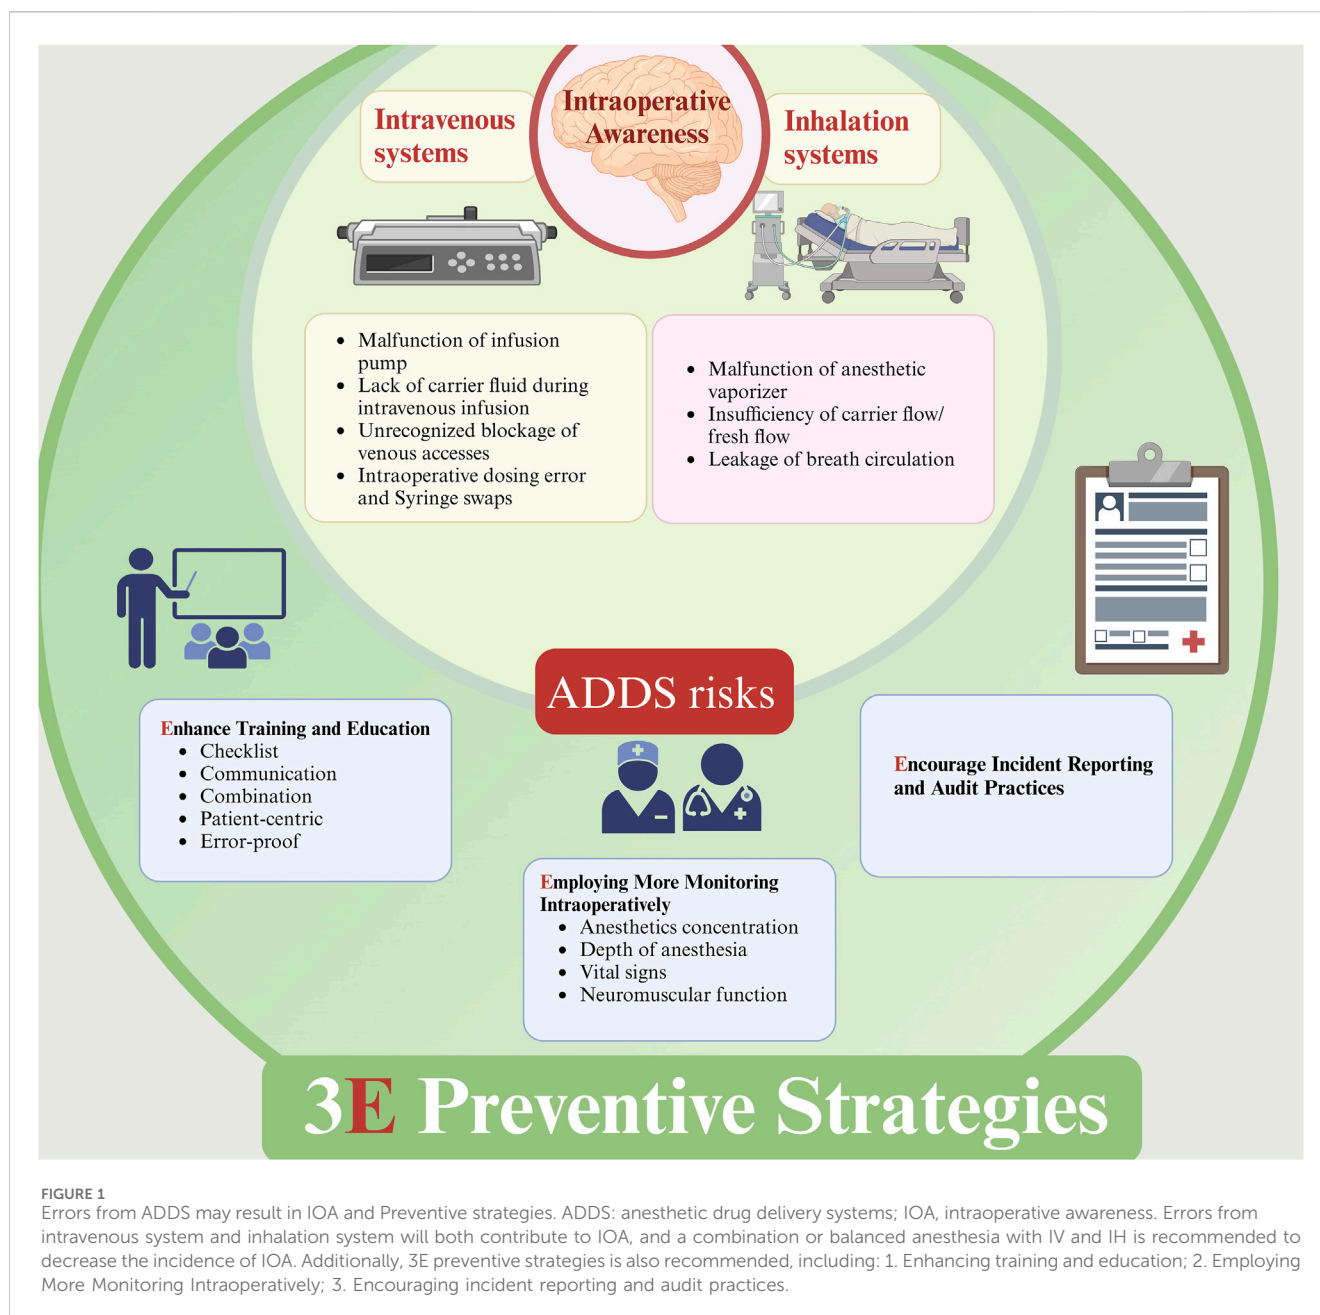 Intraoperative
Awareness
Intravenous
systems
Inhalation
systems
• Malfunction of infusion
pump
• Lack of carrier fluid during
intravenous infusion
• Unrecognized blockage of
venous accesses
• Intraoperative dosing error
and Syringe swaps
• Malfunction of anesthetic
vaporizer
• Insufficiency of carrier flow/
fresh flow
• Leakage of breath circulation
ADDS risks
Enhance Training and Education
• Checklist
• Communication
• Combination
• Patient-centric
• Error-proof
Employing More Monitoring
Intraoperatively
• Anesthetics concentration
• Depth of anesthesia
• Vital signs
• Neuromuscular function
Encourage Incident Reporting
and Audit Practices
3E Preventive Strategies
FIGURE 1
Errors from ADDS may result in IOA and Preventive strategies. ADDS: anesthetic drug delivery systems; IOA, intraoperative awareness. Errors from
intravenous system and inhalation system will both contribute to IOA, and a combination or balanced anesthesia with IV and IH is recommended to
decrease the incidence of IOA. Additionally, 3E preventive strategies is also recommended, including: 1. Enhancing training and education; 2. Employing
More Monitoring Intraoperatively; 3. Encouraging incident reporting and audit practices.